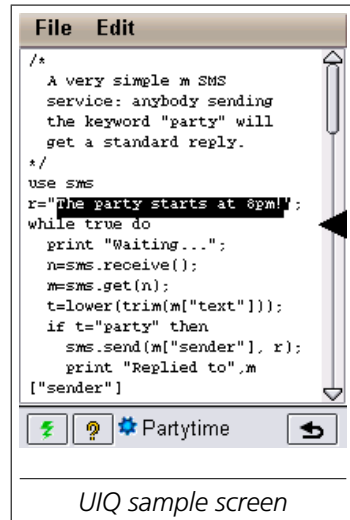 File Edit
/*
A very simple m SMS
service: anybody sending
the keyword "party" will
get a standard reply.
*/
use sms
r="The party starts at 8pm!";
while true do
print "Waiting...";
n=sms.receive();
m=sms.get(n);
t=lower(trim(m["text"]));
if t="party" then
sms.send(m["sender"], r);
print "Replied to",m
["sender"]
? Partytime
UIQ sample screen